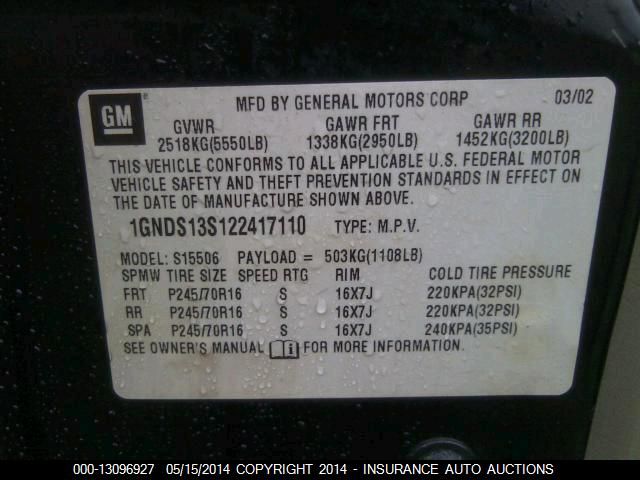 GM ® MFD BY GENERAL MOTORS CORP 03/02
GVWR GAWR FRT GAWR RR
2518KG(5550LB) 1338KG(2950LB) 1452KG(3200LB)
THIS VEHICLE CONFORMS TO ALL APPLICABLE U.S. FEDERAL MOTOR
VEHICLE SAFETY AND THEFT PREVENTION STANDARDS IN EFFECT ON
THE DATE OF MANUFACTURE SHOWN ABOVE.
1GNDS13S122417110 TYPE: M.P.V.
MODEL: S15506 PAYLOAD = 503KG(1108LB)
SPMW TIRE SIZE SPEED RTG RIM COLD TIRE PRESSURE
FRT P245/70R16 S 16X7J 220KPA(32PSI)
RR P245/70R16 S 16X7J 220KPA(32PSI)
SPA P245/70R16 S 16X7J 240KPA(35PSI)
SEE OWNER'S MANUAL i FOR MORE INFORMATION.
000-13096927 05/15/2014 COPYRIGHT 2014 - INSURANCE AUTO AUCTIONS